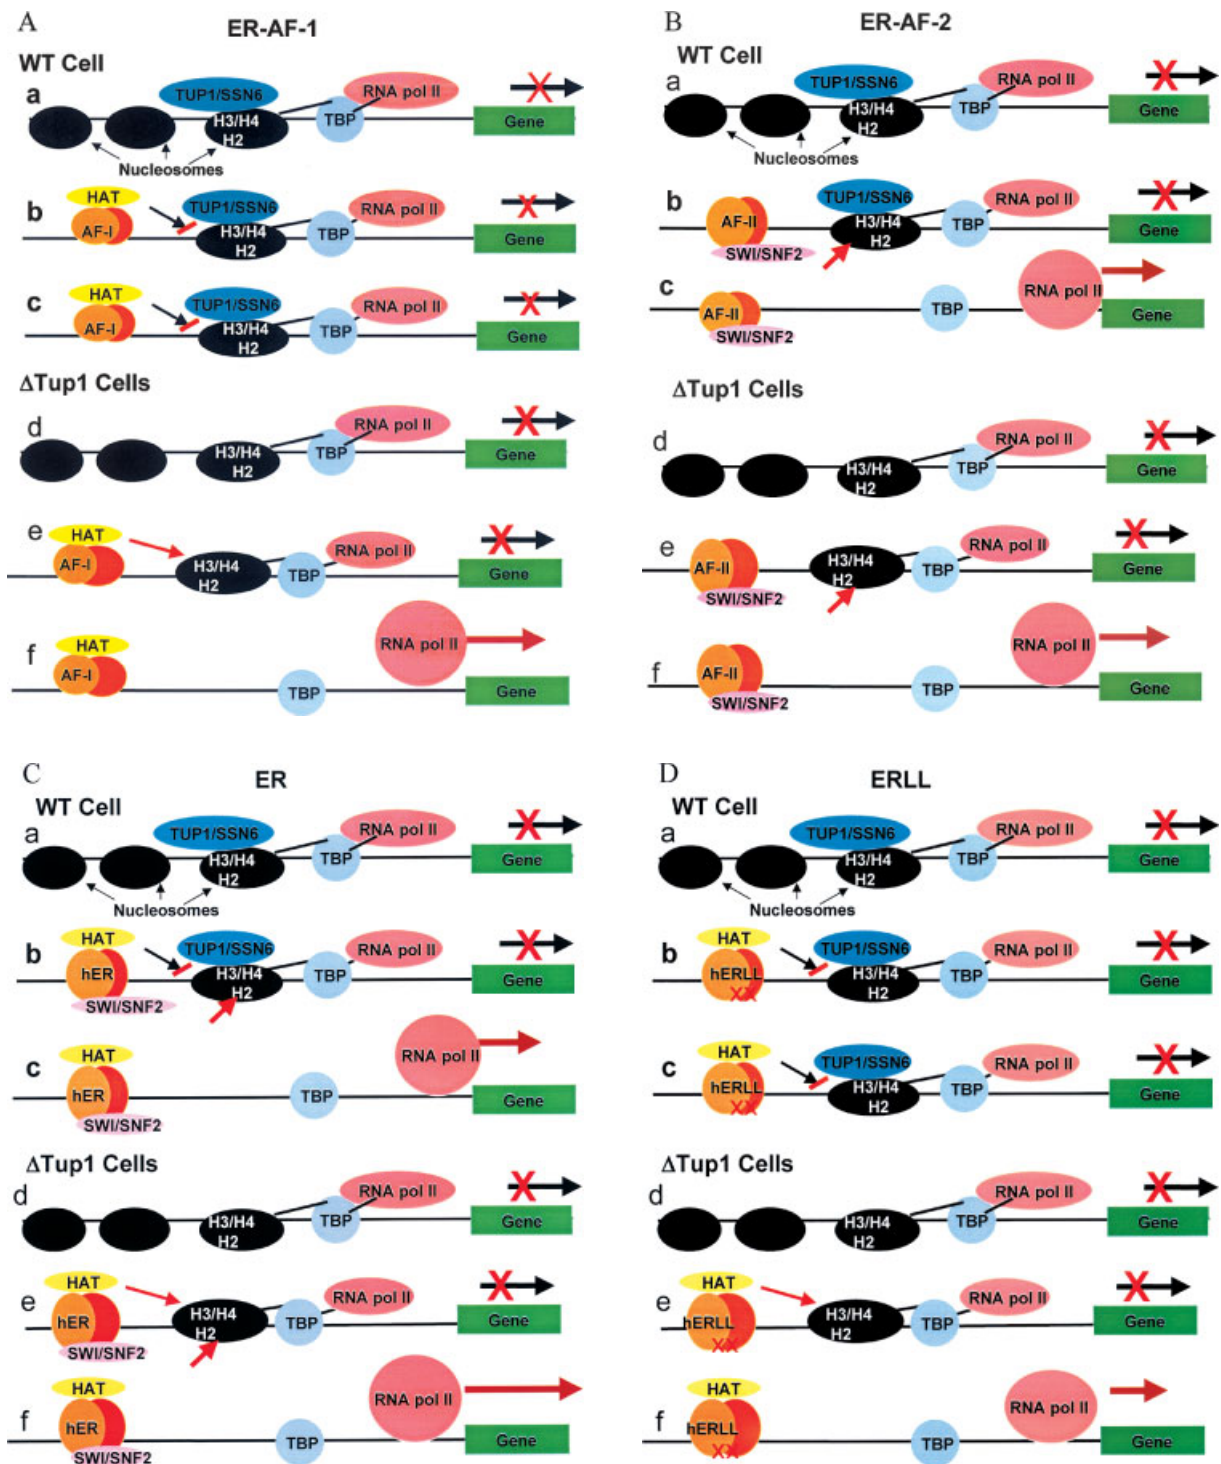 A
ER-AF-1
WT Cell
a
TUP1/SSN6
RNA pol II
H3/H4
H2
TBP
Gene
Nucleosomes
b
HAT
AF-I
TUP1/SSN6
H3/H4
H2
TBP
RNA pol II
Gene
c
HAT
AF-I
TUP1/SSN6
H3/H4
H2
TBP
RNA pol II
Gene
ΔTup1 Cells
d
H3/H4
H2
TBP
RNA pol II
Gene
e
HAT
AF-I
H3/H4
H2
TBP
RNA pol II
Gene
f
HAT
AF-I
TBP
RNA pol II
Gene
B
ER-AF-2
WT Cell
a
TUP1/SSN6
RNA pol II
H3/H4
H2
TBP
Gene
Nucleosomes
b
AF-II
SWI/SNF2
TUP1/SSN6
H3/H4
H2
TBP
RNA pol II
Gene
c
AF-II
SWI/SNF2
TBP
RNA pol II
Gene
ΔTup1 Cells
d
H3/H4
H2
TBP
RNA pol II
Gene
e
AF-II
SWI/SNF2
H3/H4
H2
TBP
RNA pol II
Gene
f
AF-II
SWI/SNF2
TBP
RNA pol II
Gene
C
ER
WT Cell
a
TUP1/SSN6
RNA pol II
H3/H4
H2
TBP
Gene
Nucleosomes
b
HAT
hER
SWI/SNF2
TUP1/SSN6
H3/H4
H2
TBP
RNA pol II
Gene
c
HAT
hER
SWI/SNF2
TBP
RNA pol II
Gene
ΔTup1 Cells
d
H3/H4
H2
TBP
RNA pol II
Gene
e
HAT
hER
SWI/SNF2
H3/H4
H2
TBP
RNA pol II
Gene
f
HAT
hER
SWI/SNF2
TBP
RNA pol II
Gene
D
ERLL
WT Cell
a
TUP1/SSN6
RNA pol II
H3/H4
H2
TBP
Gene
Nucleosomes
b
HAT
hERLL
XX
TUP1/SSN6
H3/H4
H2
TBP
RNA pol II
Gene
c
HAT
hERLL
XX
TUP1/SSN6
H3/H4
H2
TBP
RNA pol II
Gene
ΔTup1 Cells
d
H3/H4
H2
TBP
RNA pol II
Gene
e
HAT
hERLL
XX
H3/H4
H2
TBP
RNA pol II
Gene
f
HAT
hERLL
XX
TBP
RNA pol II
Gene